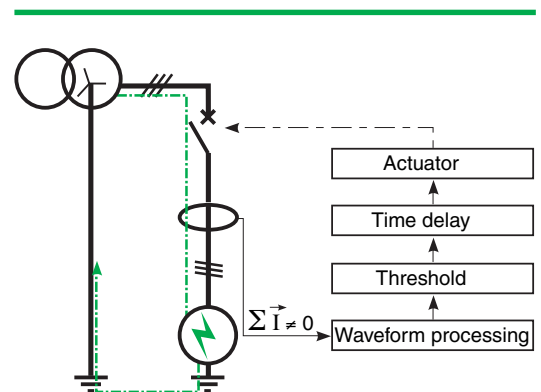 Actuator
Time delay
Threshold
Σ I⃗ ≠ 0
Waveform processing